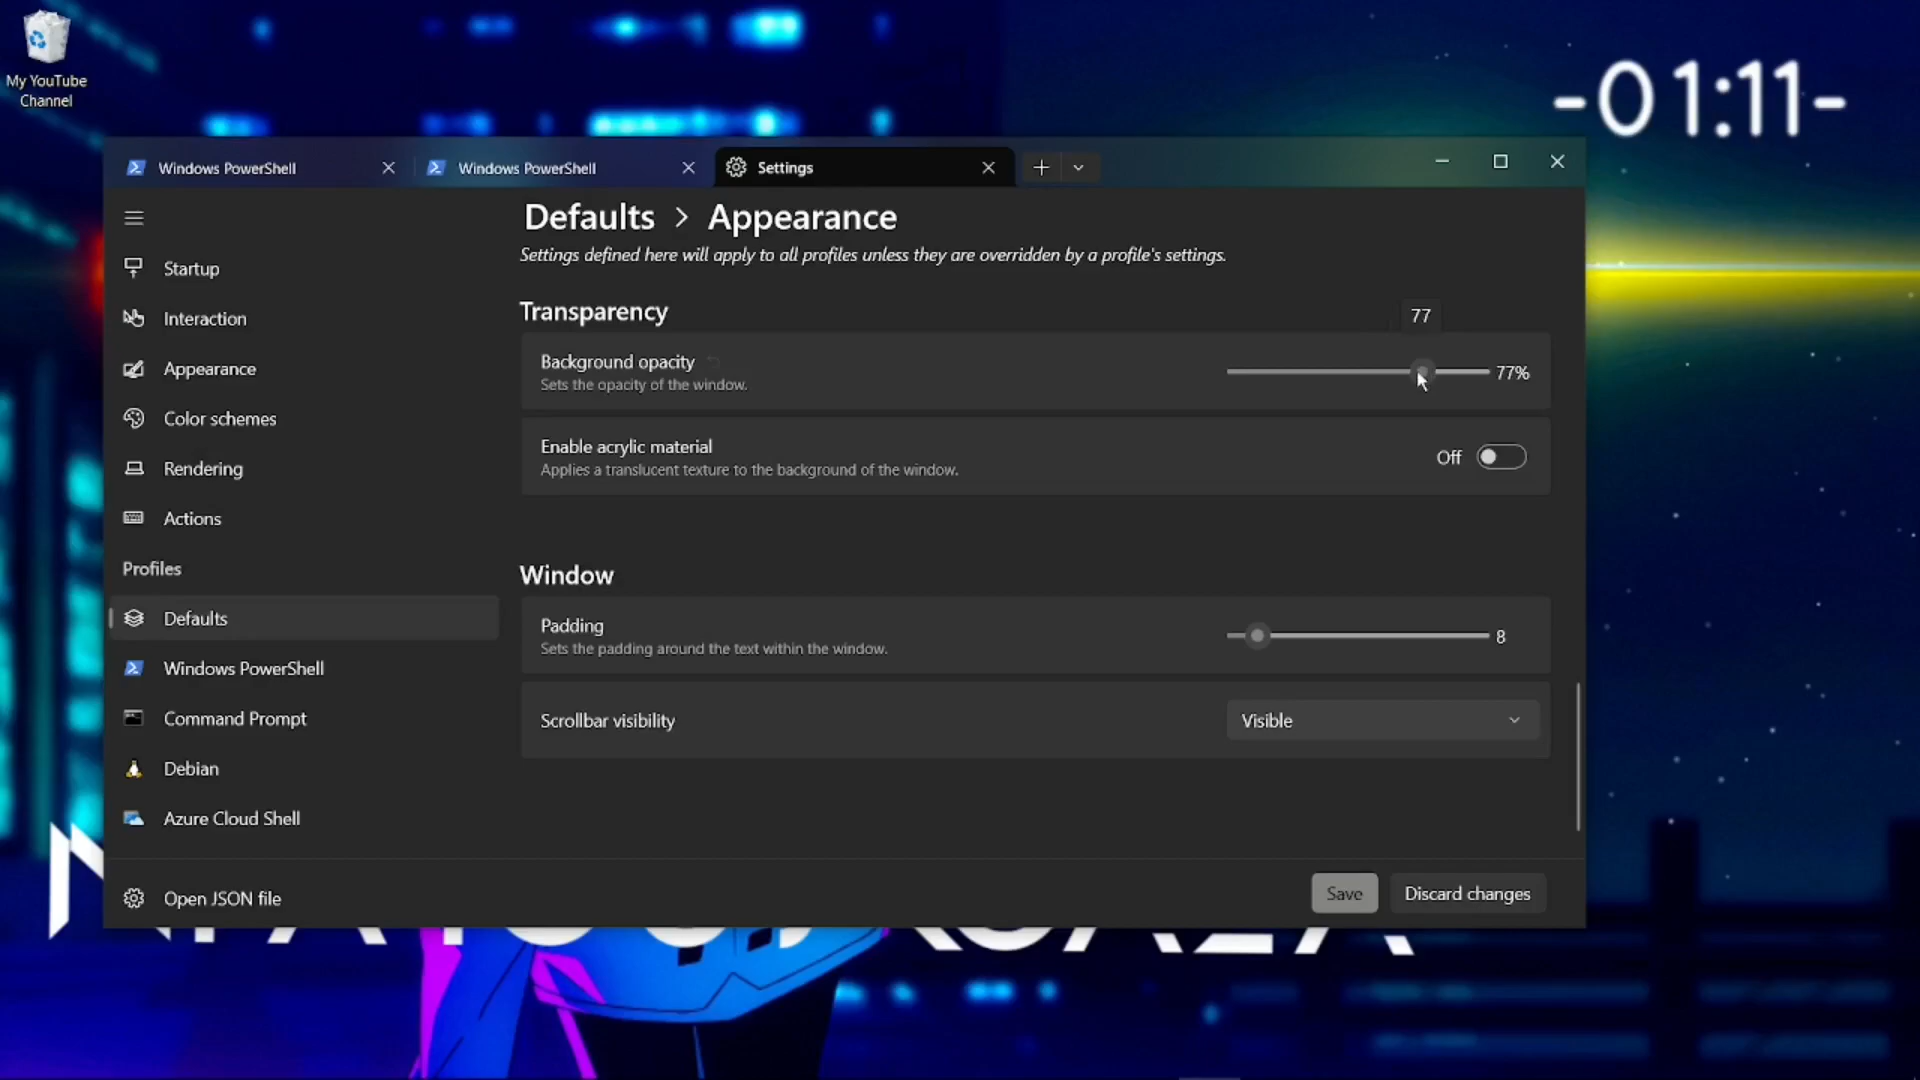 My YouTube
Channel
-01:11-
Windows PowerShell
Windows PowerShell
Settings
Defaults > Appearance
Settings defined here will apply to all profiles unless they are overridden by a profile's settings.
Startup
Interaction
Appearance
Color schemes
Rendering
Actions
Profiles
Defaults
Windows PowerShell
Command Prompt
Debian
Azure Cloud Shell
Open JSON file
Transparency
77
Background opacity
Sets the opacity of the window.
77%
Enable acrylic material
Applies a translucent texture to the background of the window.
Off
Window
Padding
Sets the padding around the text within the window.
8
Scrollbar visibility
Visible
Save
Discard changes